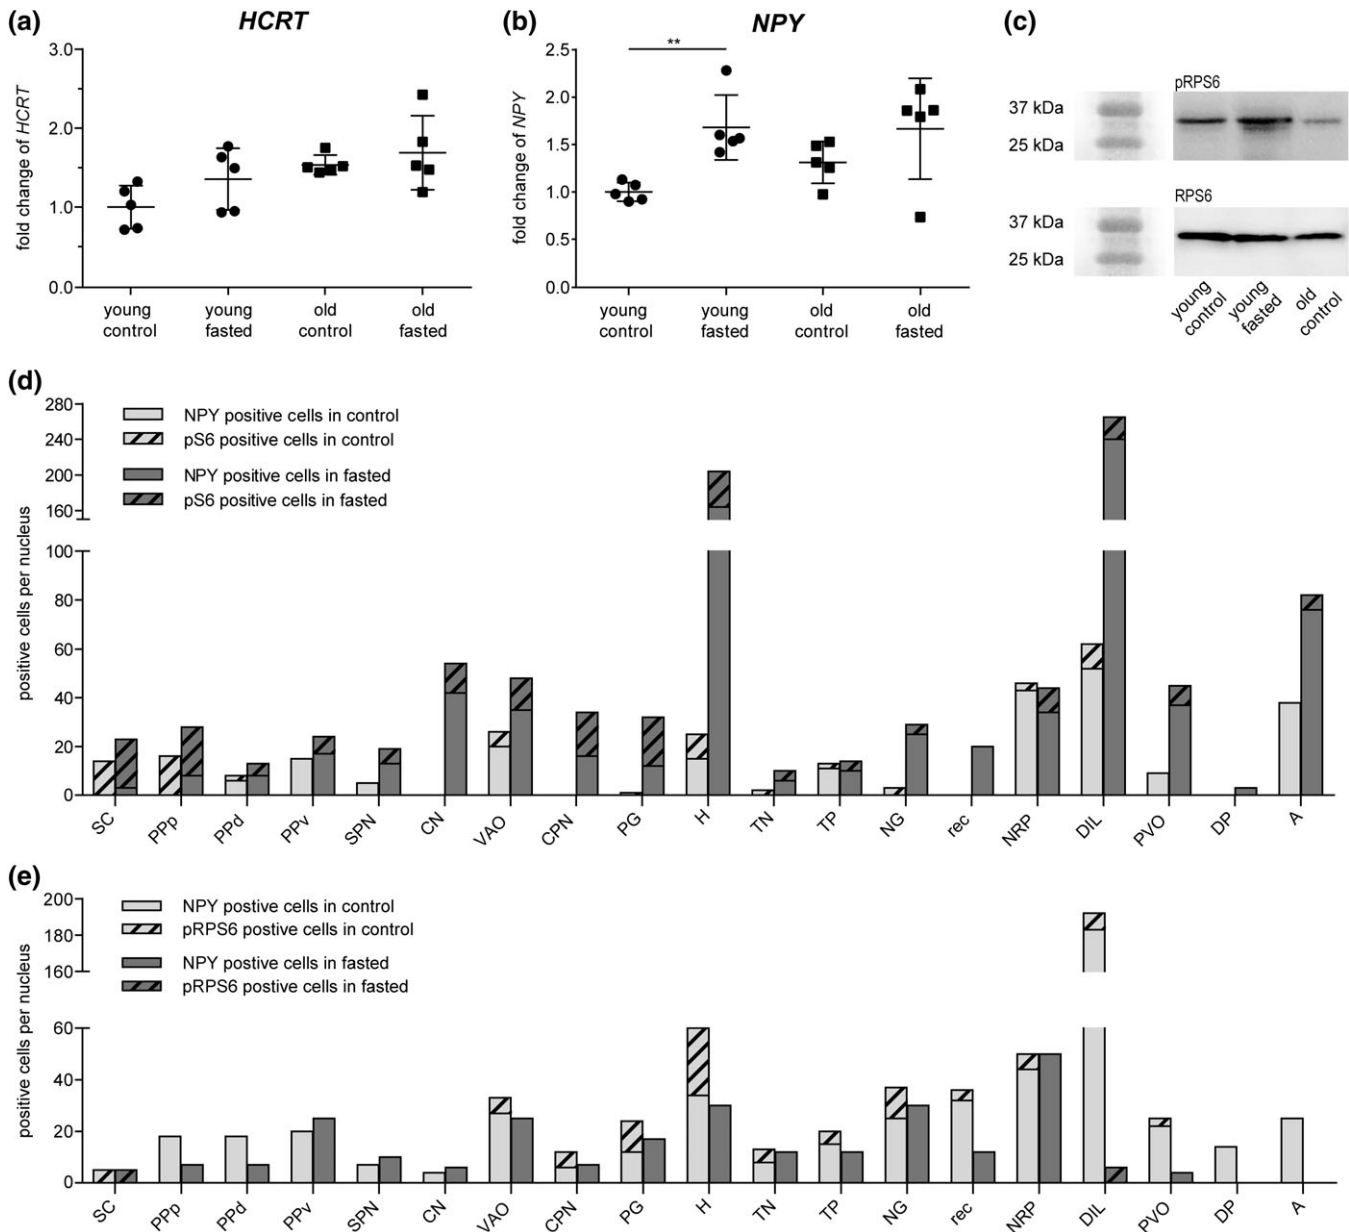 (a)
HCRT
fold change of HCRT
3.0
2.0
1.0
0.0
young control
young fasted
old control
old fasted
(b)
NPY
**
fold change of NPY
2.5
2.0
1.5
1.0
0.5
0.0
young control
young fasted
old control
old fasted
(c)
pRPS6
37 kDa
25 kDa
RPS6
37 kDa
25 kDa
young control
young fasted
old control
(d)
positive cells per nucleus
280
240
200
160
100
80
60
40
20
0
NPY positive cells in control
pS6 positive cells in control
NPY positive cells in fasted
pS6 positive cells in fasted
SC
PPp
PPd
PPv
SPN
CN
VAO
CPN
PG
H
TN
TP
NG
rec
NRP
DIL
PVO
DP
A
(e)
positive cells per nucleus
200
180
160
60
40
20
0
NPY postive cells in control
pRPS6 postive cells in control
NPY postive cells in fasted
pRPS6 postive cells in fasted
SC
PPp
PPd
PPv
SPN
CN
VAO
CPN
PG
H
TN
TP
NG
rec
NRP
DIL
PVO
DP
A